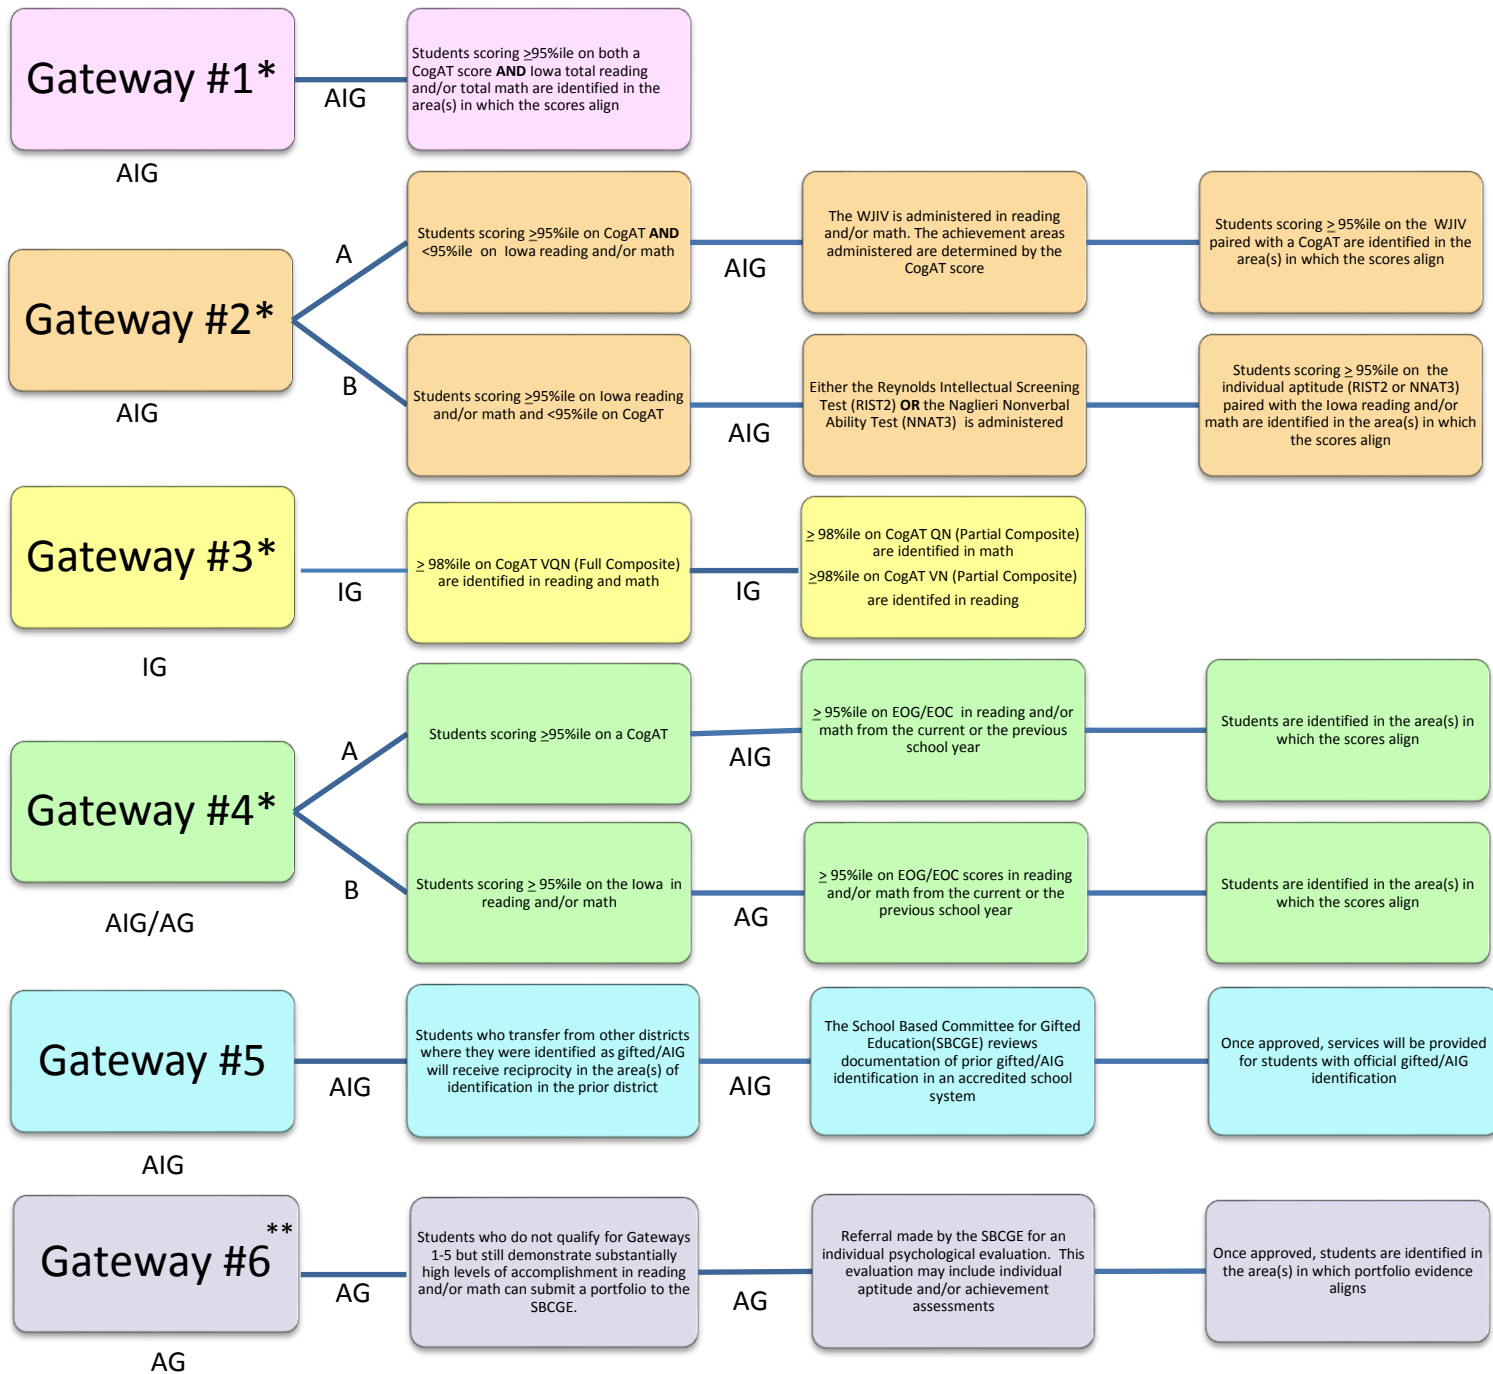 Gateway #1*
AIG
AIG
Students scoring ≥95%ile on both a
CogAT score AND Iowa total reading
and/or total math are identified in the
area(s) in which the scores align
Gateway #2*
AIG
A
Students scoring ≥95%ile on CogAT AND
<95%ile on Iowa reading and/or math
AIG
The WJIV is administered in reading
and/or math. The achievement areas
administered are determined by the
CogAT score
Students scoring ≥ 95%ile on the WJIV
paired with a CogAT are identified in the
area(s) in which the scores align
B
Students scoring ≥95%ile on Iowa reading
and/or math and <95%ile on CogAT
AIG
Either the Reynolds Intellectual Screening
Test (RIST2) OR the Naglieri Nonverbal
Ability Test (NNAT3) is administered
Students scoring ≥ 95%ile on the
individual aptitude (RIST2 or NNAT3)
paired with the Iowa reading and/or
math are identified in the area(s) in which
the scores align
Gateway #3*
IG
IG
≥ 98%ile on CogAT VQN (Full Composite)
are identified in reading and math
IG
≥ 98%ile on CogAT QN (Partial Composite)
are identified in math
≥98%ile on CogAT VN (Partial Composite)
are identifed in reading
Gateway #4*
AIG/AG
A
Students scoring ≥95%ile on a CogAT
AIG
≥ 95%ile on EOG/EOC in reading and/or
math from the current or the previous
school year
Students are identified in the area(s) in
which the scores align
B
Students scoring ≥ 95%ile on the Iowa in
reading and/or math
AG
≥ 95%ile on EOG/EOC scores in reading
and/or math from the current or the
previous school year
Students are identified in the area(s) in
which the scores align
Gateway #5
AIG
AIG
Students who transfer from other districts
where they were identified as gifted/AIG
will receive reciprocity in the area(s) of
identification in the prior district
AIG
The School Based Committee for Gifted
Education(SBCGE) reviews
documentation of prior gifted/AIG
identification in an accredited school
system
Once approved, services will be provided
for students with official gifted/AIG
identification
Gateway #6**
AG
AG
Students who do not qualify for Gateways
1-5 but still demonstrate substantially
high levels of accomplishment in reading
and/or math can submit a portfolio to the
SBCGE.
AG
Referral made by the SBCGE for an
individual psychological evaluation. This
evaluation may include individual
aptitude and/or achievement
assessments
Once approved, students are identified in
the area(s) in which portfolio evidence
aligns